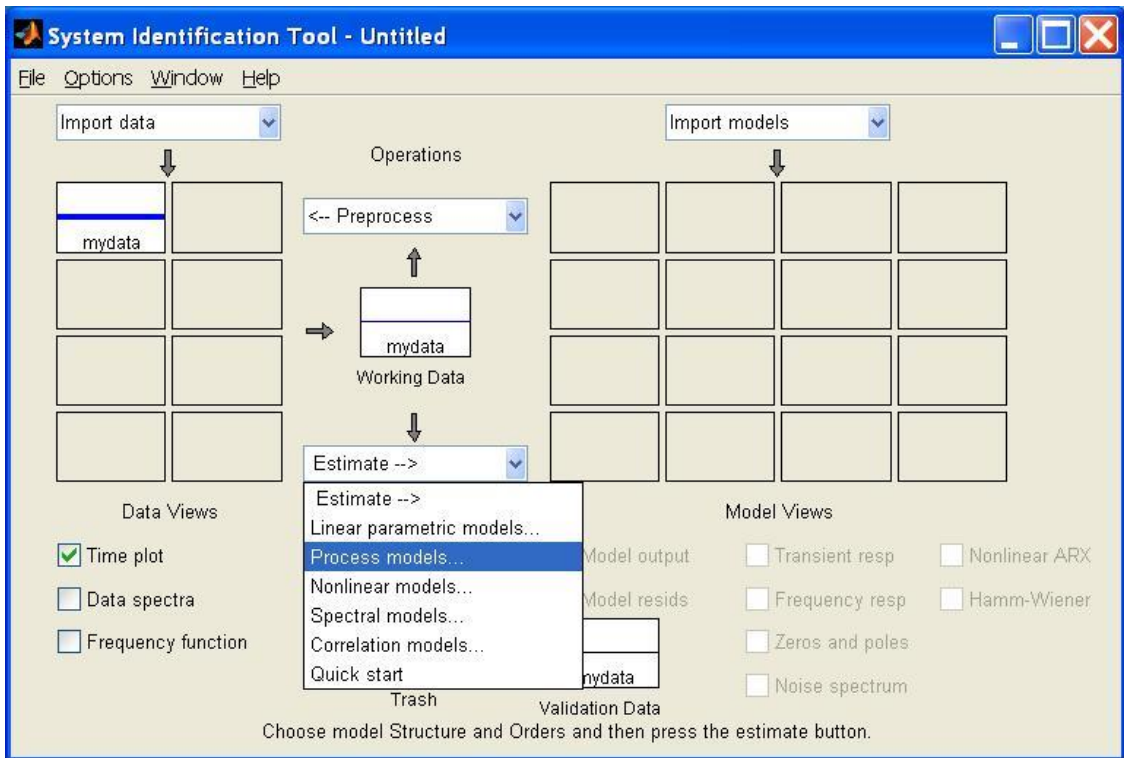 System Identification Tool - Untitled
File Options Window Help
Import data
Import models
Operations
<-- Preprocess
mydata
mydata
Working Data
Estimate -->
Estimate -->
Linear parametric models...
Process models...
Nonlinear models...
Spectral models...
Correlation models...
Quick start
Data Views
Model Views
Time plot
Data spectra
Frequency function
Model output
Transient resp
Nonlinear ARX
Model resids
Frequency resp
Hamm-Wiener
Zeros and poles
Noise spectrum
mydata
Trash
Validation Data
Choose model Structure and Orders and then press the estimate button.